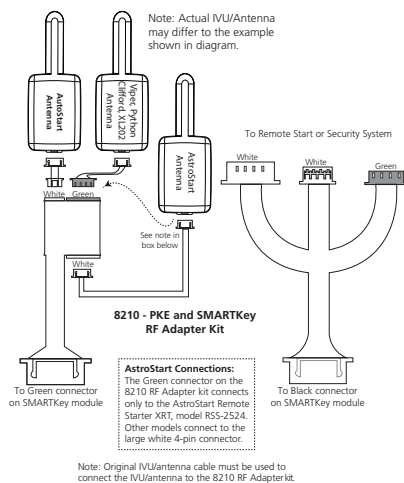 Note: Actual IVU/Antenna
may differ to the example
shown in diagram.
AutoStart
Antenna
Viper, Python
Clifford, XL202
Antenna
AstroStart
Antenna
To Remote Start or Security System
White
White
Green
White Green
See note in
box below
White
8210 - PKE and SMARTKey
RF Adapter Kit
To Green connector
on SMARTKey module
AstroStart Connections:
The Green connector on the
8210 RF Adapter kit connects
only to the AstroStart Remote
Starter XRT, model RSS-2524.
Other models connect to the
large white 4-pin connector.
To Black connector
on SMARTKey module
Note: Original IVU/antenna cable must be used to
connect the IVU/antenna to the 8210 RF Adapterkit.